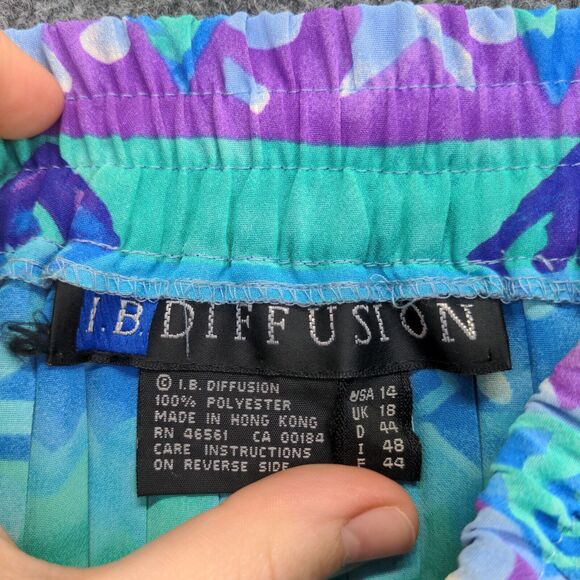 I.B. DIFFUSION
© I.B. DIFFUSION
100% POLYESTER
MADE IN HONG KONG
RN 46561 CA 00184
CARE INSTRUCTIONS
ON REVERSE SIDE
USA 14
UK 18
D 44
I 48
F 44